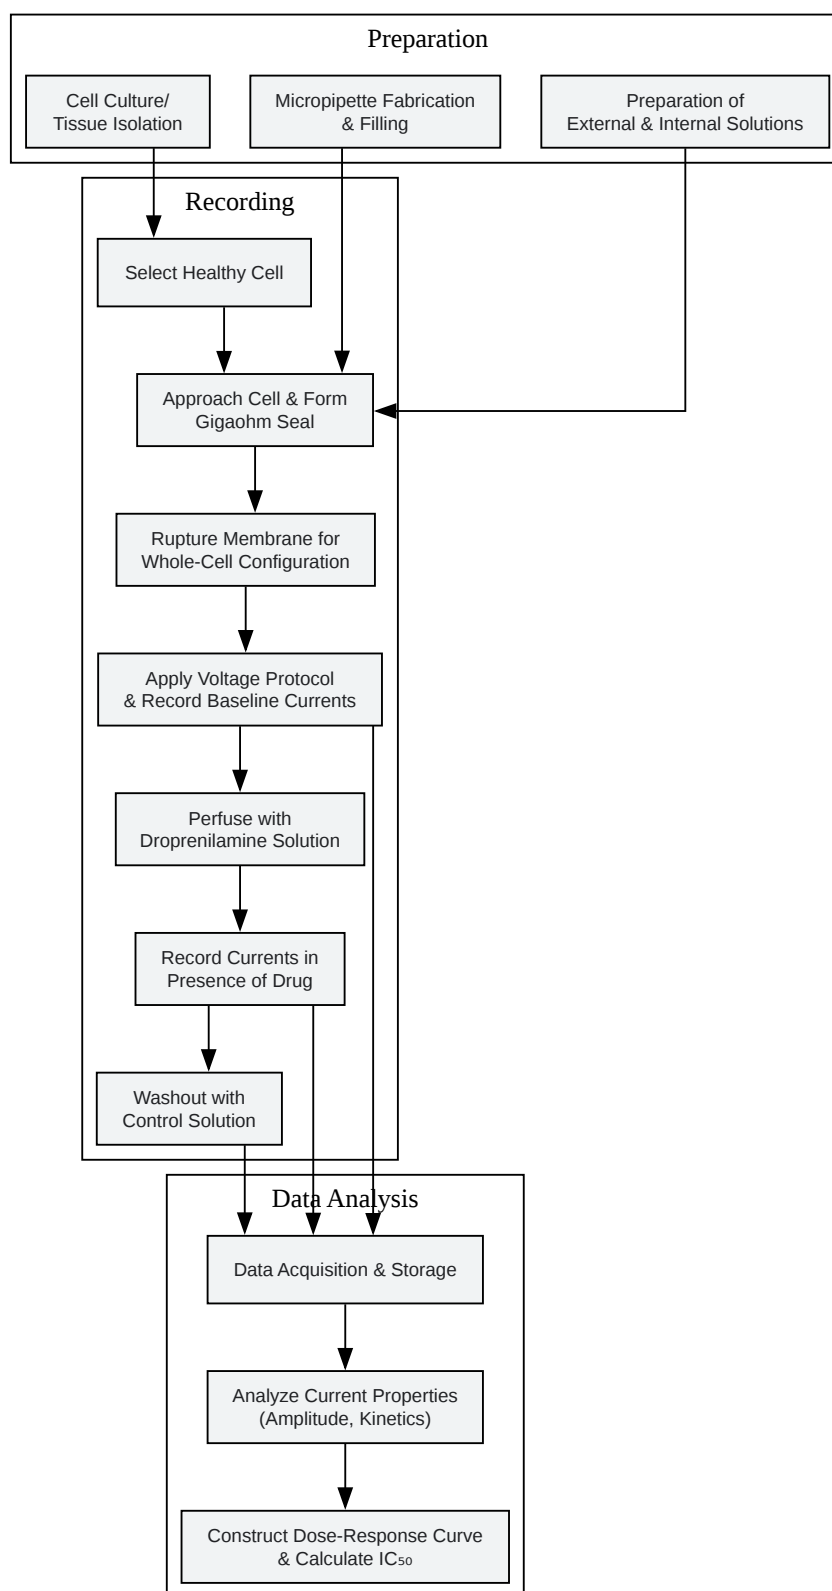 Preparation
Cell Culture/
Tissue Isolation
Micropipette Fabrication
& Filling
Preparation of
External & Internal Solutions
Recording
Select Healthy Cell
Approach Cell & Form
Gigaohm Seal
Rupture Membrane for
Whole-Cell Configuration
Apply Voltage Protocol
& Record Baseline Currents
Perfuse with
Droprenilamine Solution
Record Currents in
Presence of Drug
Washout with
Control Solution
Data Analysis
Data Acquisition & Storage
Analyze Current Properties
(Amplitude, Kinetics)
Construct Dose-Response Curve
& Calculate IC₅₀